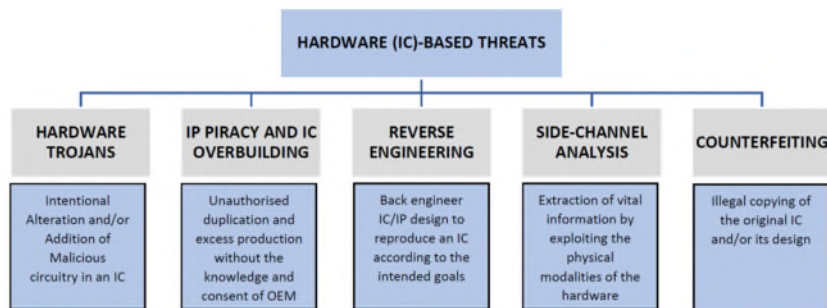 HARDWARE (IC)-BASED THREATS
HARDWARE
TROJANS
IP PIRACY AND IC
OVERBUILDING
REVERSE
ENGINEERING
SIDE-CHANNEL
ANALYSIS
COUNTERFEITING
Intentional
Alteration and/or
Addition of
Malicious
circuitry in an IC
Unauthorised
duplication and
excess production
without the
knowledge and
consent of OEM
Back engineer
IC/IP design to
reproduce an IC
according to the
intended goals
Extraction of vital
information by
exploiting the
physical
modalities of the
hardware
Illegal copying of
the original IC
and/or its design